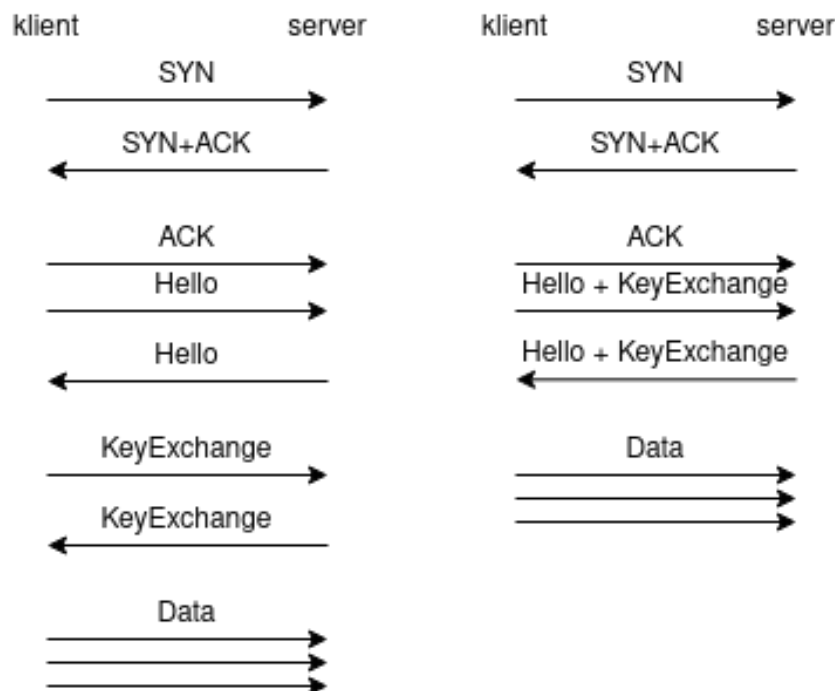 klient server
SYN
SYN+ACK
ACK
Hello
Hello
KeyExchange
KeyExchange
Data
klient server
SYN
SYN+ACK
ACK
Hello + KeyExchange
Hello + KeyExchange
Data